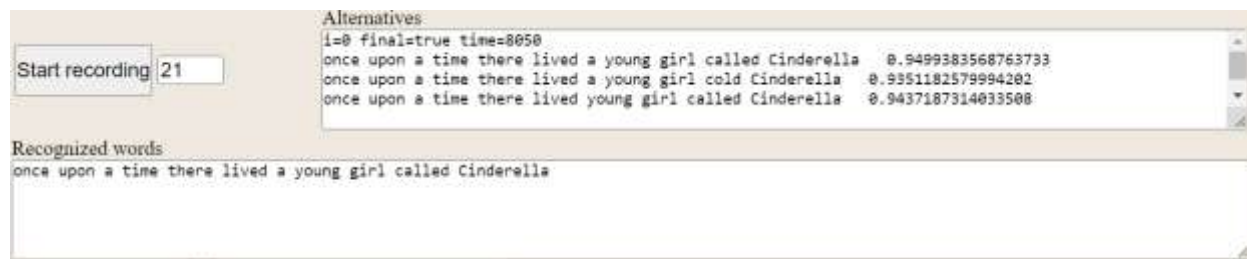 Alternatives
i=0 final=true time=8050
once upon a time there lived a young girl called Cinderella 0.9499383568763733
once upon a time there lived a young girl cold Cinderella 0.9351182579994202
once upon a time there lived young girl called Cinderella 0.9437187314033508
Start recording 21
Recognized words
once upon a time there lived a young girl called Cinderella